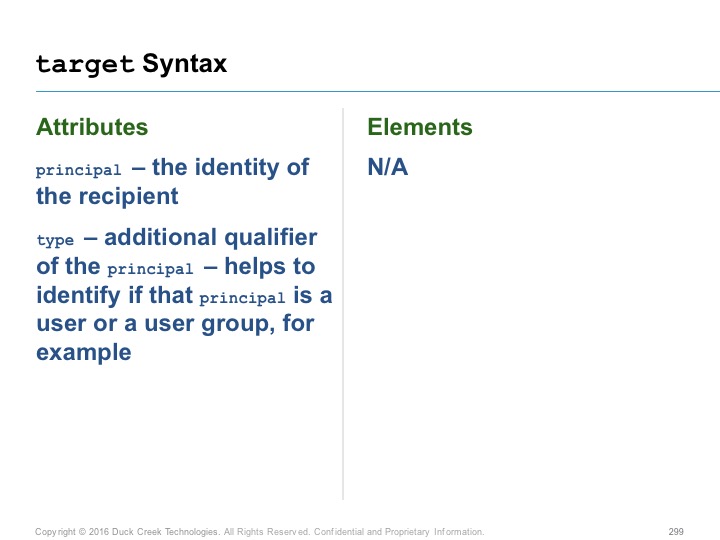 target Syntax
Attributes
principal – the identity of
the recipient
type – additional qualifier
of the principal – helps to
identify if that principal is a
user or a user group, for
example
Elements
N/A
Copyright © 2016 Duck Creek Technologies. All Rights Reserved. Confidential and Proprietary Information.
299